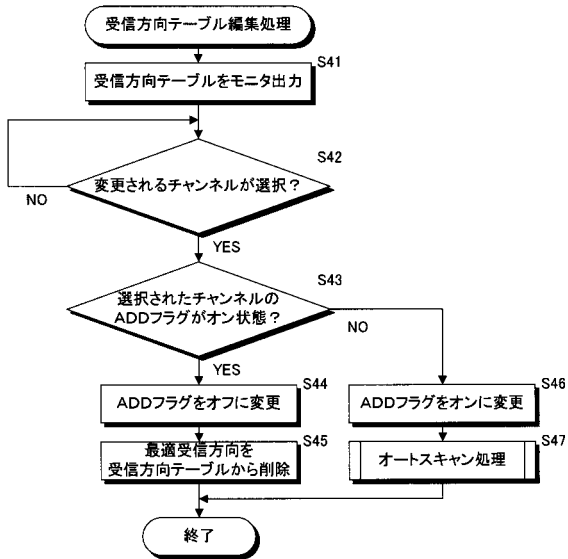 受信方向テーブル編集処理
S41
受信方向テーブルをモニタ出力
S42
変更されるチャンネルが選択？
NO
YES
S43
選択されたチャンネルの
ADDフラグがオン状態？
NO
YES
S44
ADDフラグをオフに変更
S46
ADDフラグをオンに変更
S45
最適受信方向を
受信方向テーブルから削除
S47
オートスキャン処理
終了